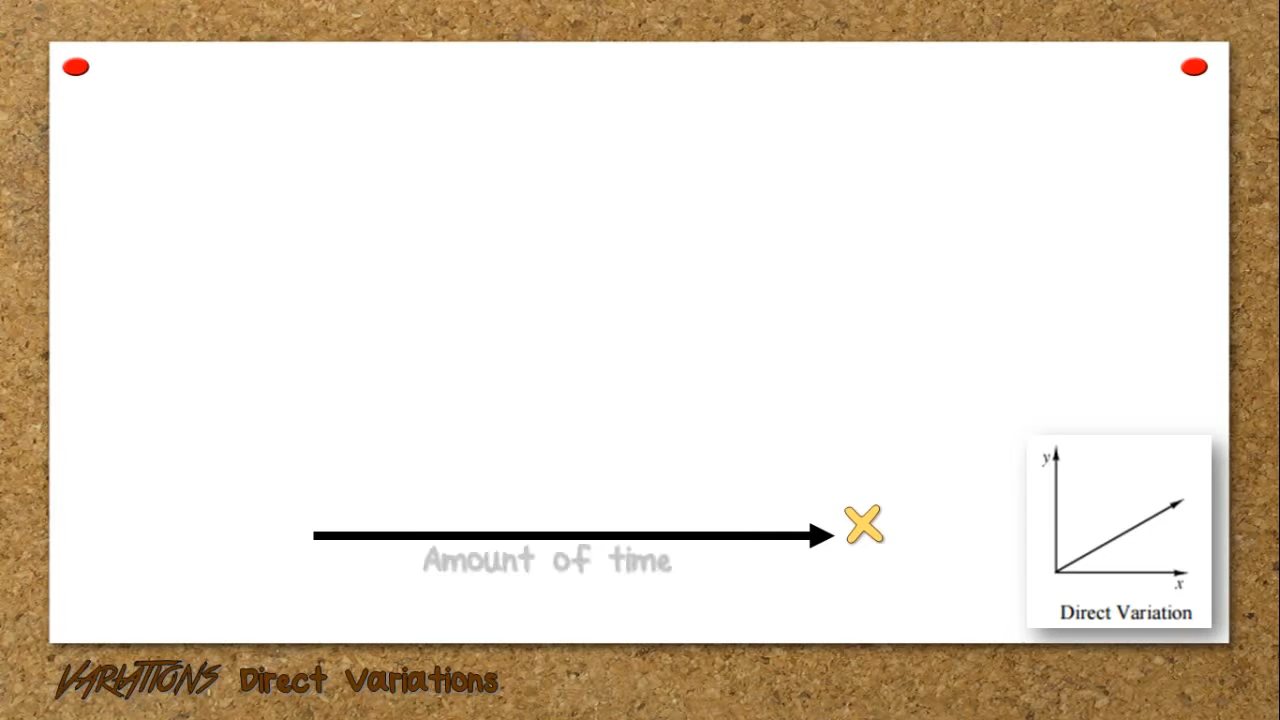 X
Amount of time
y
x
Direct Variation
VARIATIONS Direct Variations